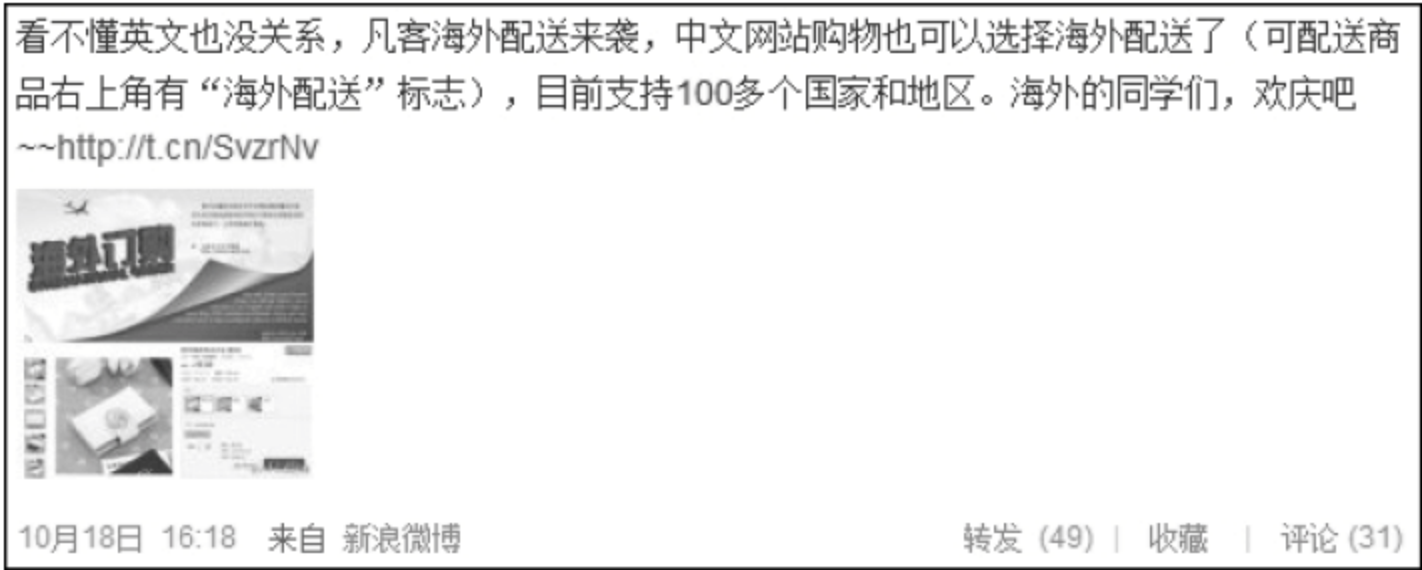 看不懂英文也没关系，凡客海外配送来袭，中文网站购物也可以选择海外配送了（可配送商
品右上角有“海外配送”标志），目前支持100多个国家和地区。海外的同学们，欢庆吧
~~http://t.cn/SvzrNv
海外订购
10月18日 16:18 来自 新浪微博 转发 (49) | 收藏 | 评论 (31)